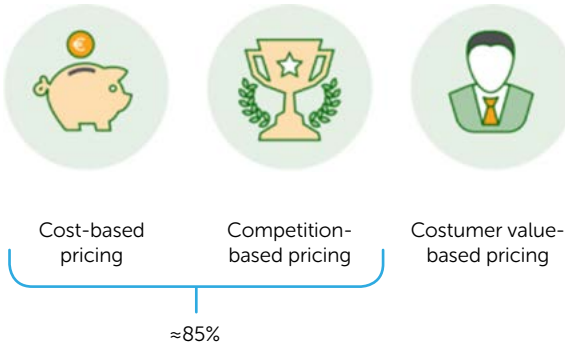 €
Cost-based
pricing
Competition-
based pricing
Costumer value-
based pricing
≈85%